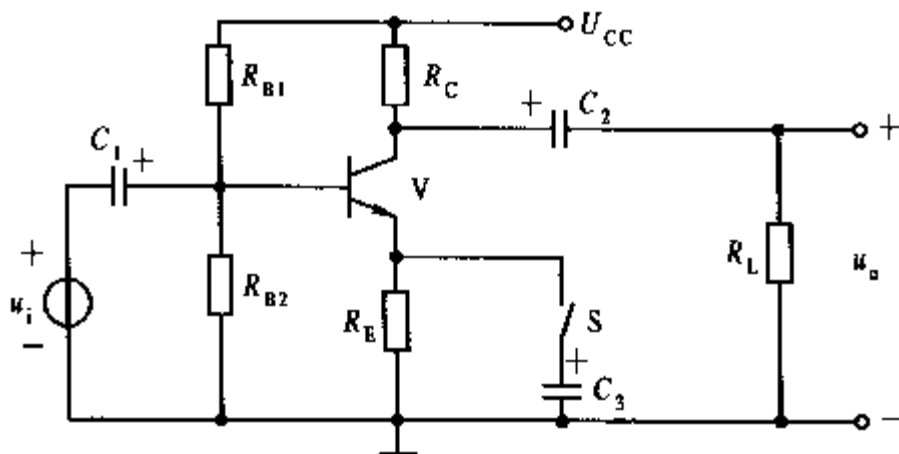 U_CC
R_B1
R_C
+ C_2
+
C_1 +
V
+
u_i
−
R_B2
R_E
S
R_L
u_o
+
C_3
−